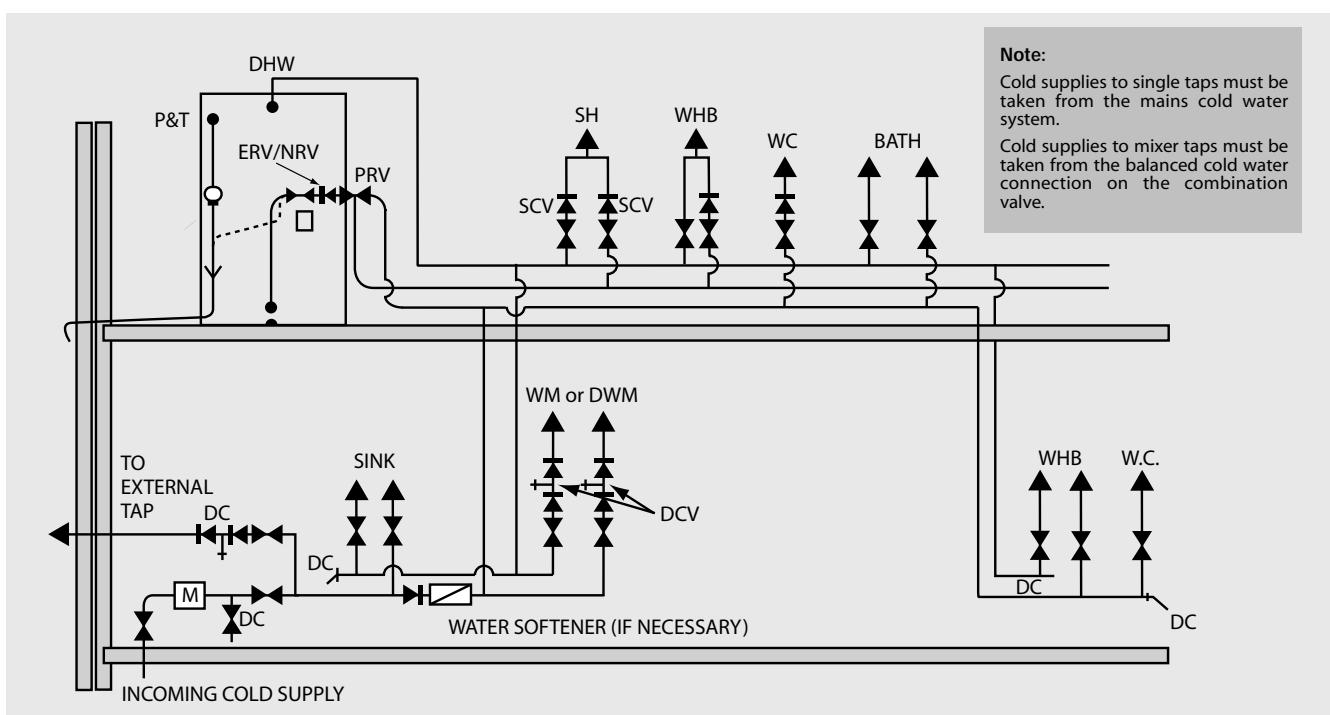 DHW
P&T
ERV/NRV
PRV
SH
WHB
WC
BATH
SCV
SCV
Note:
Cold supplies to single taps must be
taken from the mains cold water
system.
Cold supplies to mixer taps must be
taken from the balanced cold water
connection on the combination
valve.
WM or DWM
TO
EXTERNAL
TAP
DC
SINK
DCV
WHB
W.C.
DC
M
DC
DC
DC
WATER SOFTENER (IF NECESSARY)
INCOMING COLD SUPPLY